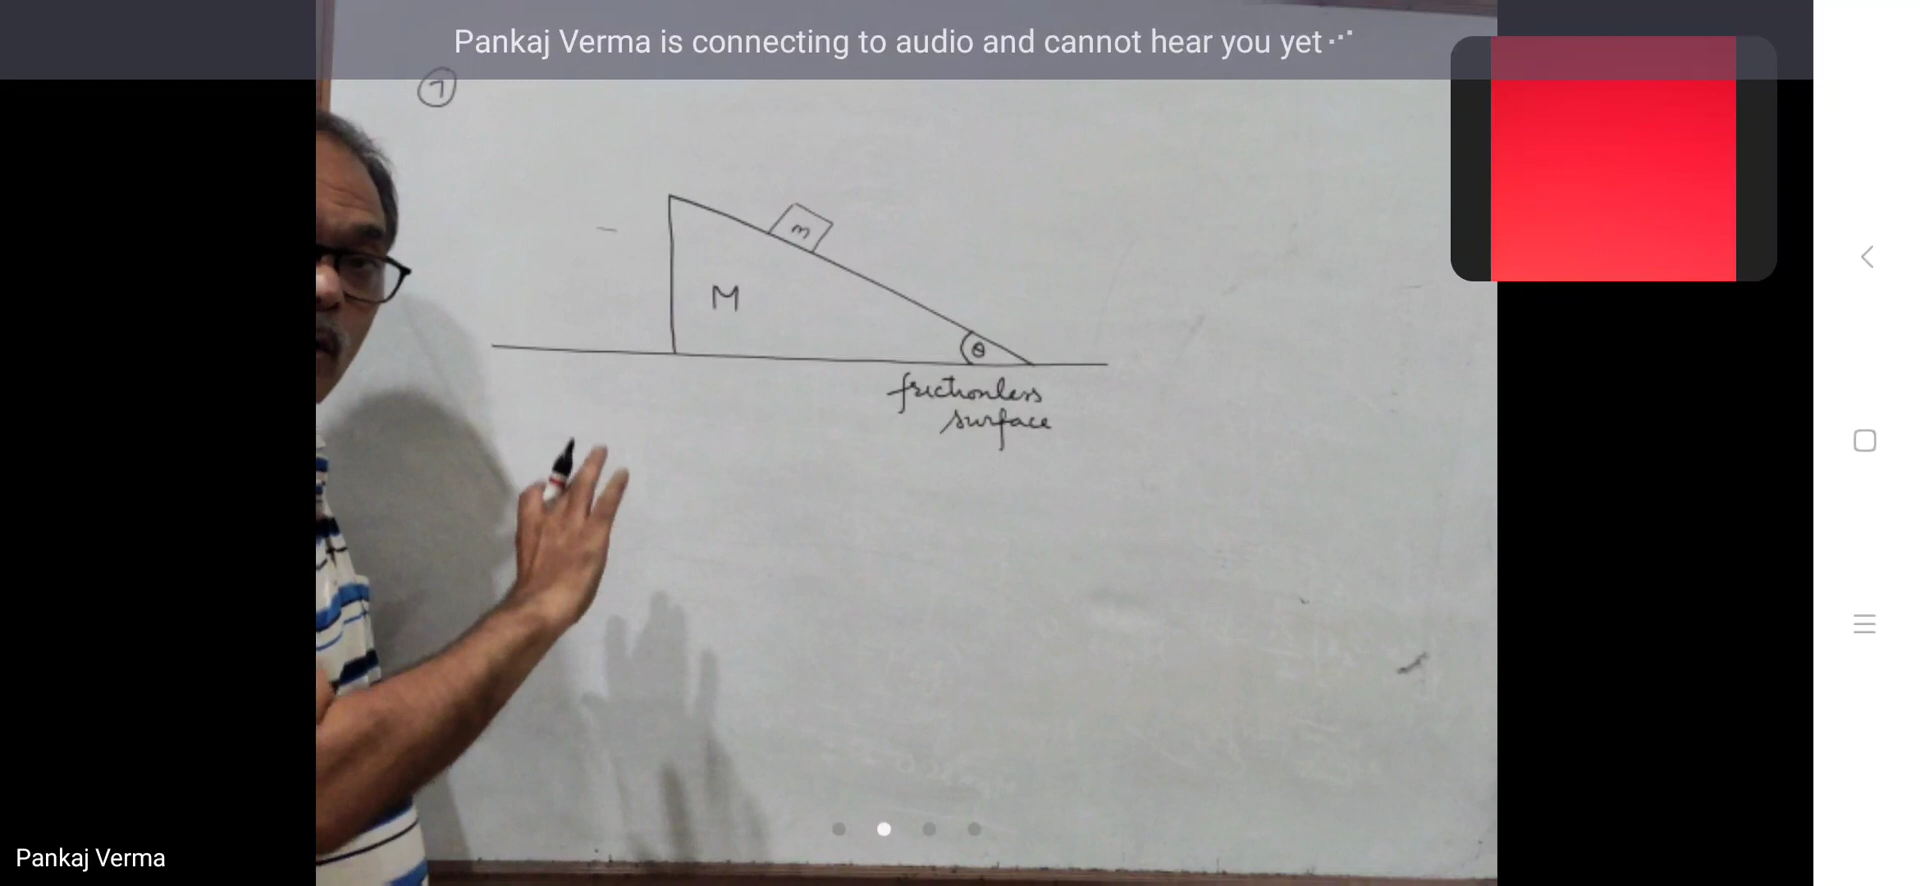 Pankaj Verma is connecting to audio and cannot hear you yet
7
m
M
θ
frictionless
surface
Pankaj Verma